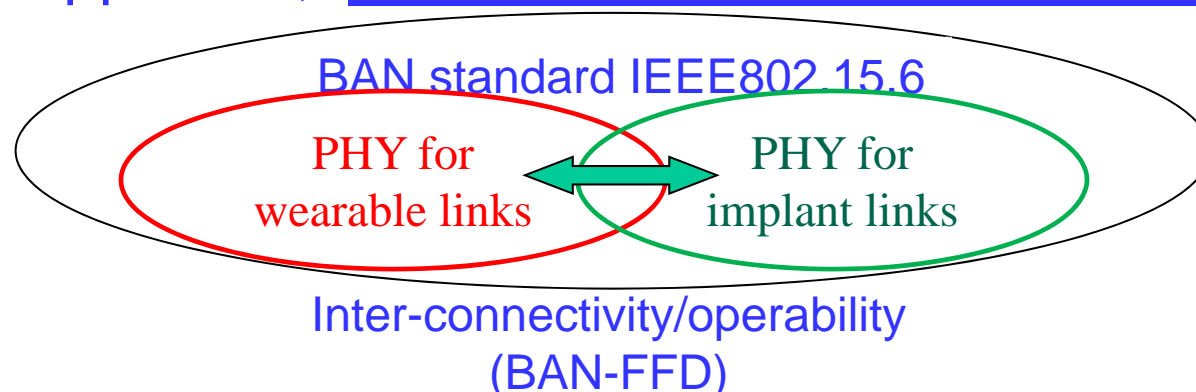 BAN standard IEEE802.15.6
PHY for
wearable links
PHY for
implant links
Inter-connectivity/operability
(BAN-FFD)